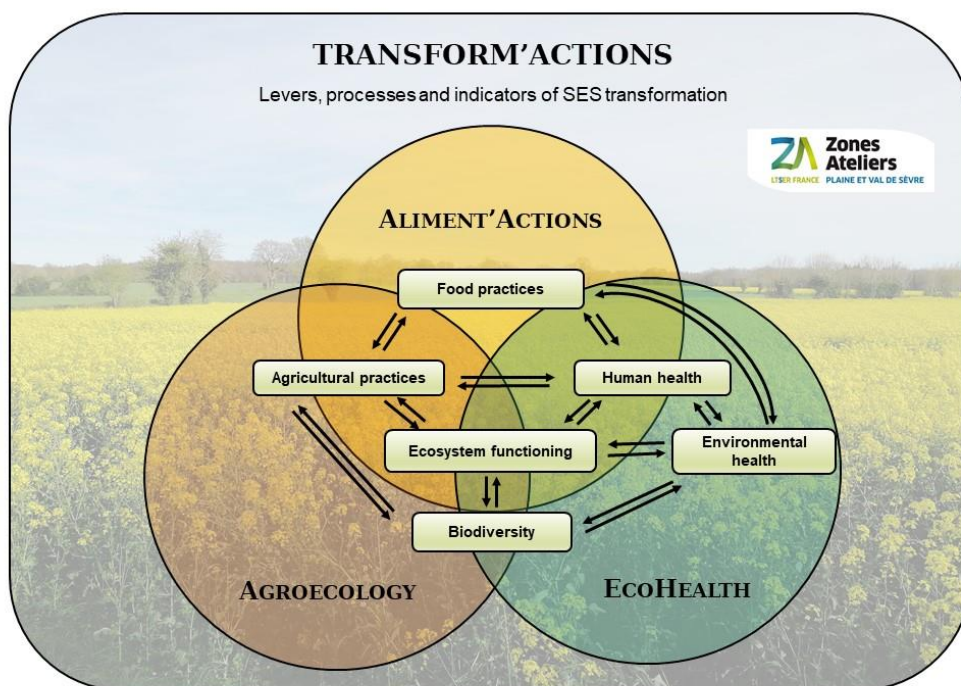 TRANSFORM'ACTIONS
Levers, processes and indicators of SES transformation
Zones
Ateliers
LTSER FRANCE PLAINE ET VAL DE SÈVRE
ALIMENT'ACTIONS
Food practices
Agricultural practices
Human health
Ecosystem functioning
Environmental
health
Biodiversity
AGROECOLOGY
ECOHEALTH